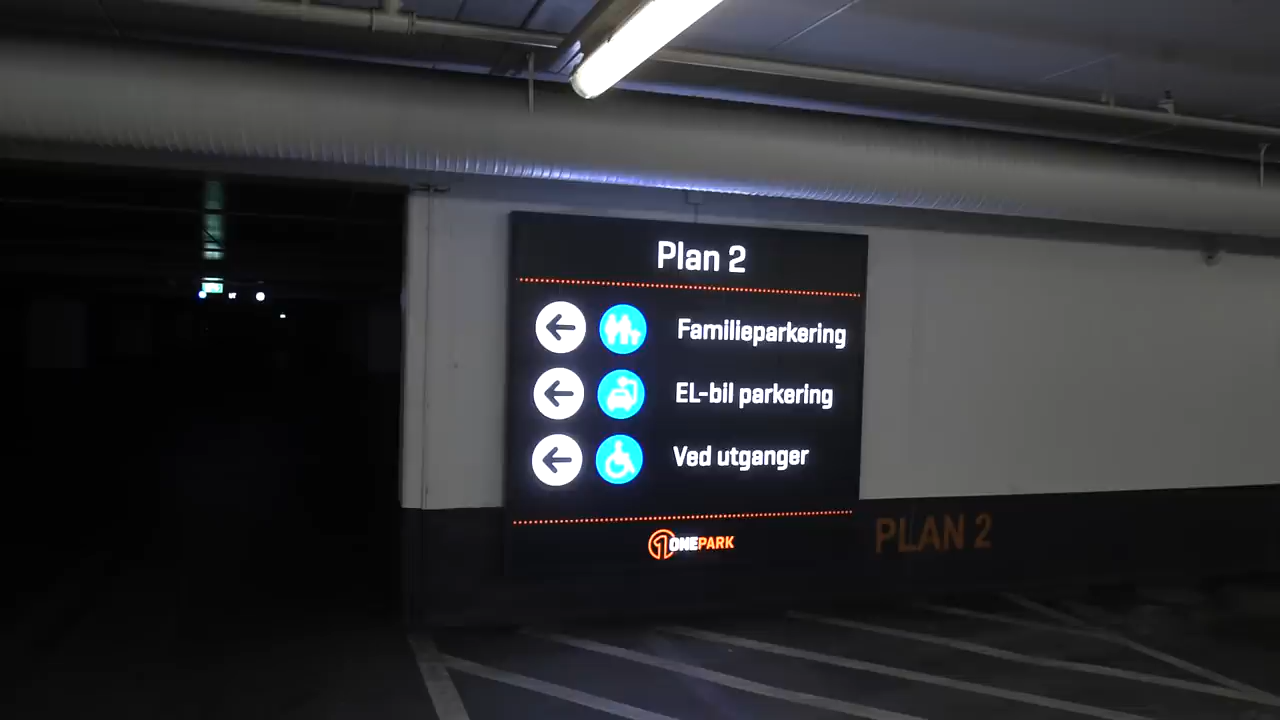 Plan 2
Familieparkering
EL-bil parkering
Ved utganger
ONEPARK
PLAN 2